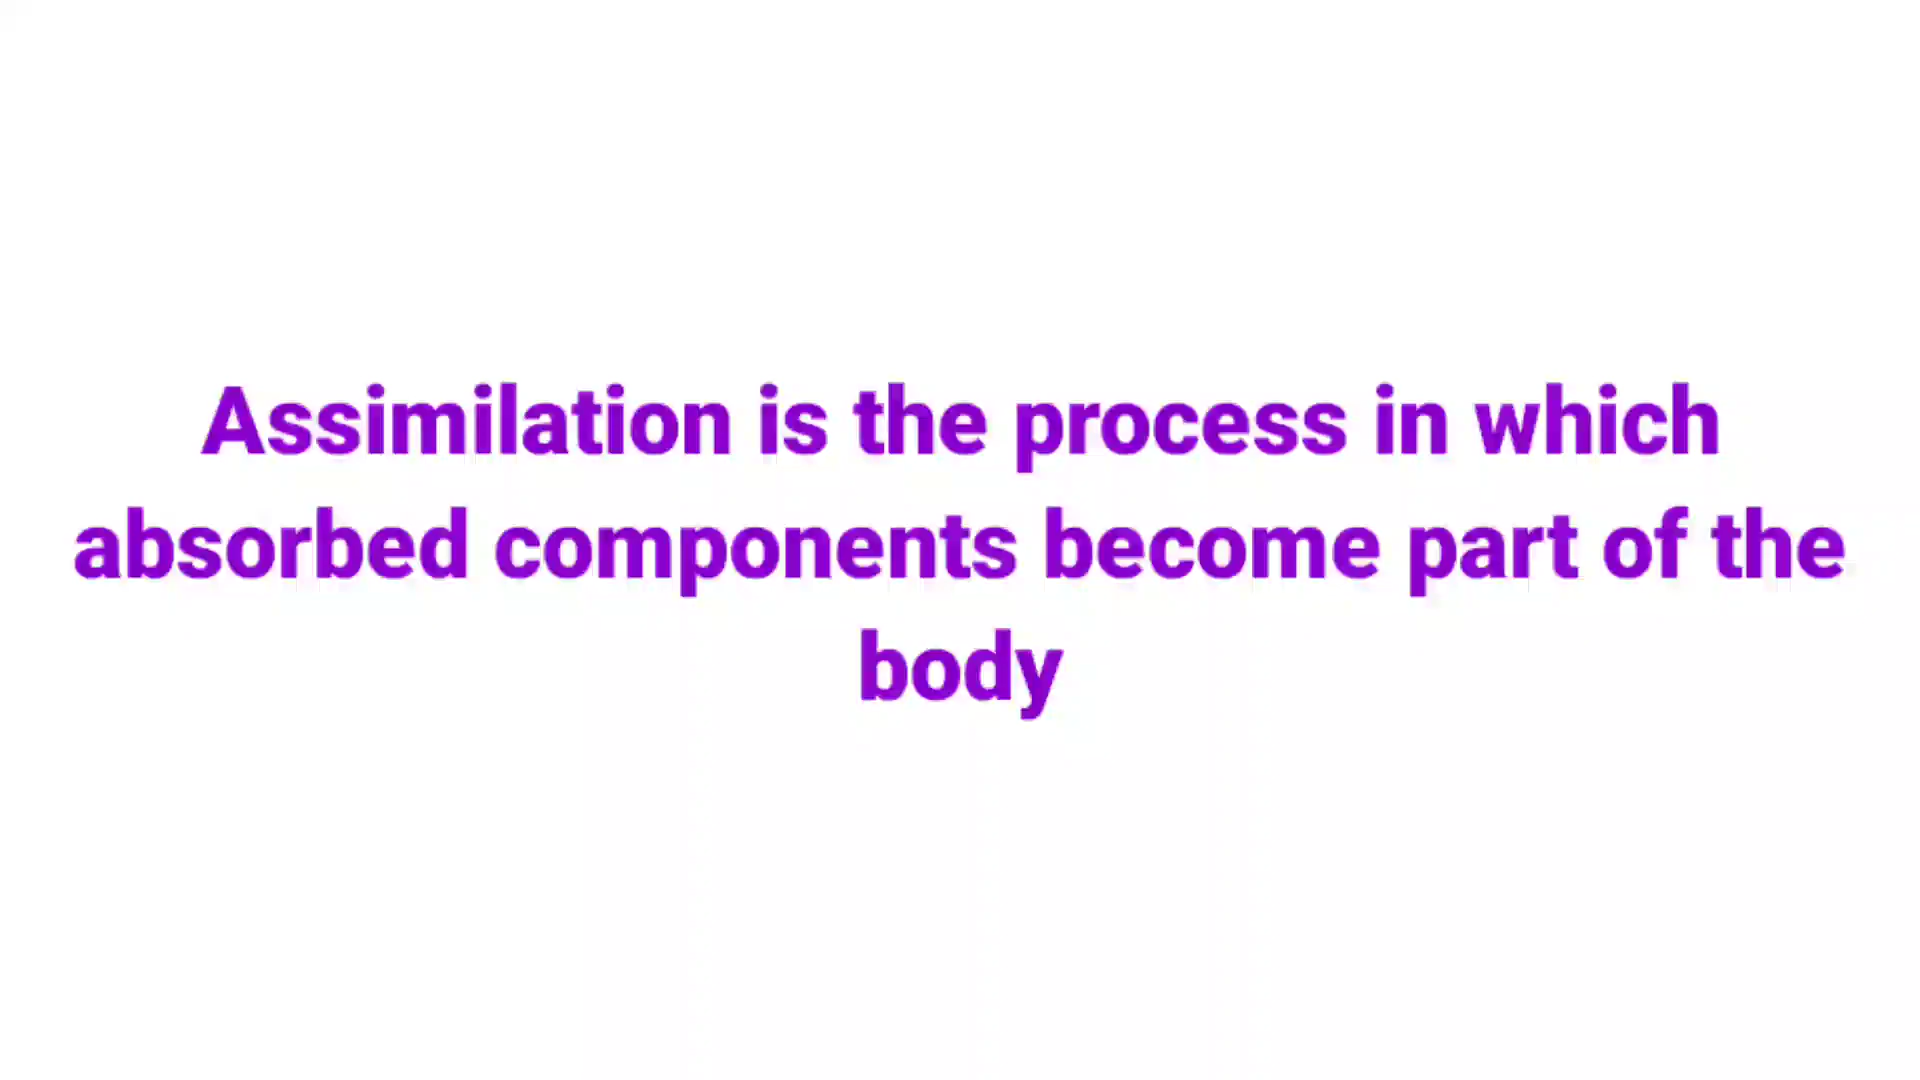 Assimilation is the process in which
absorbed components become part of the
body